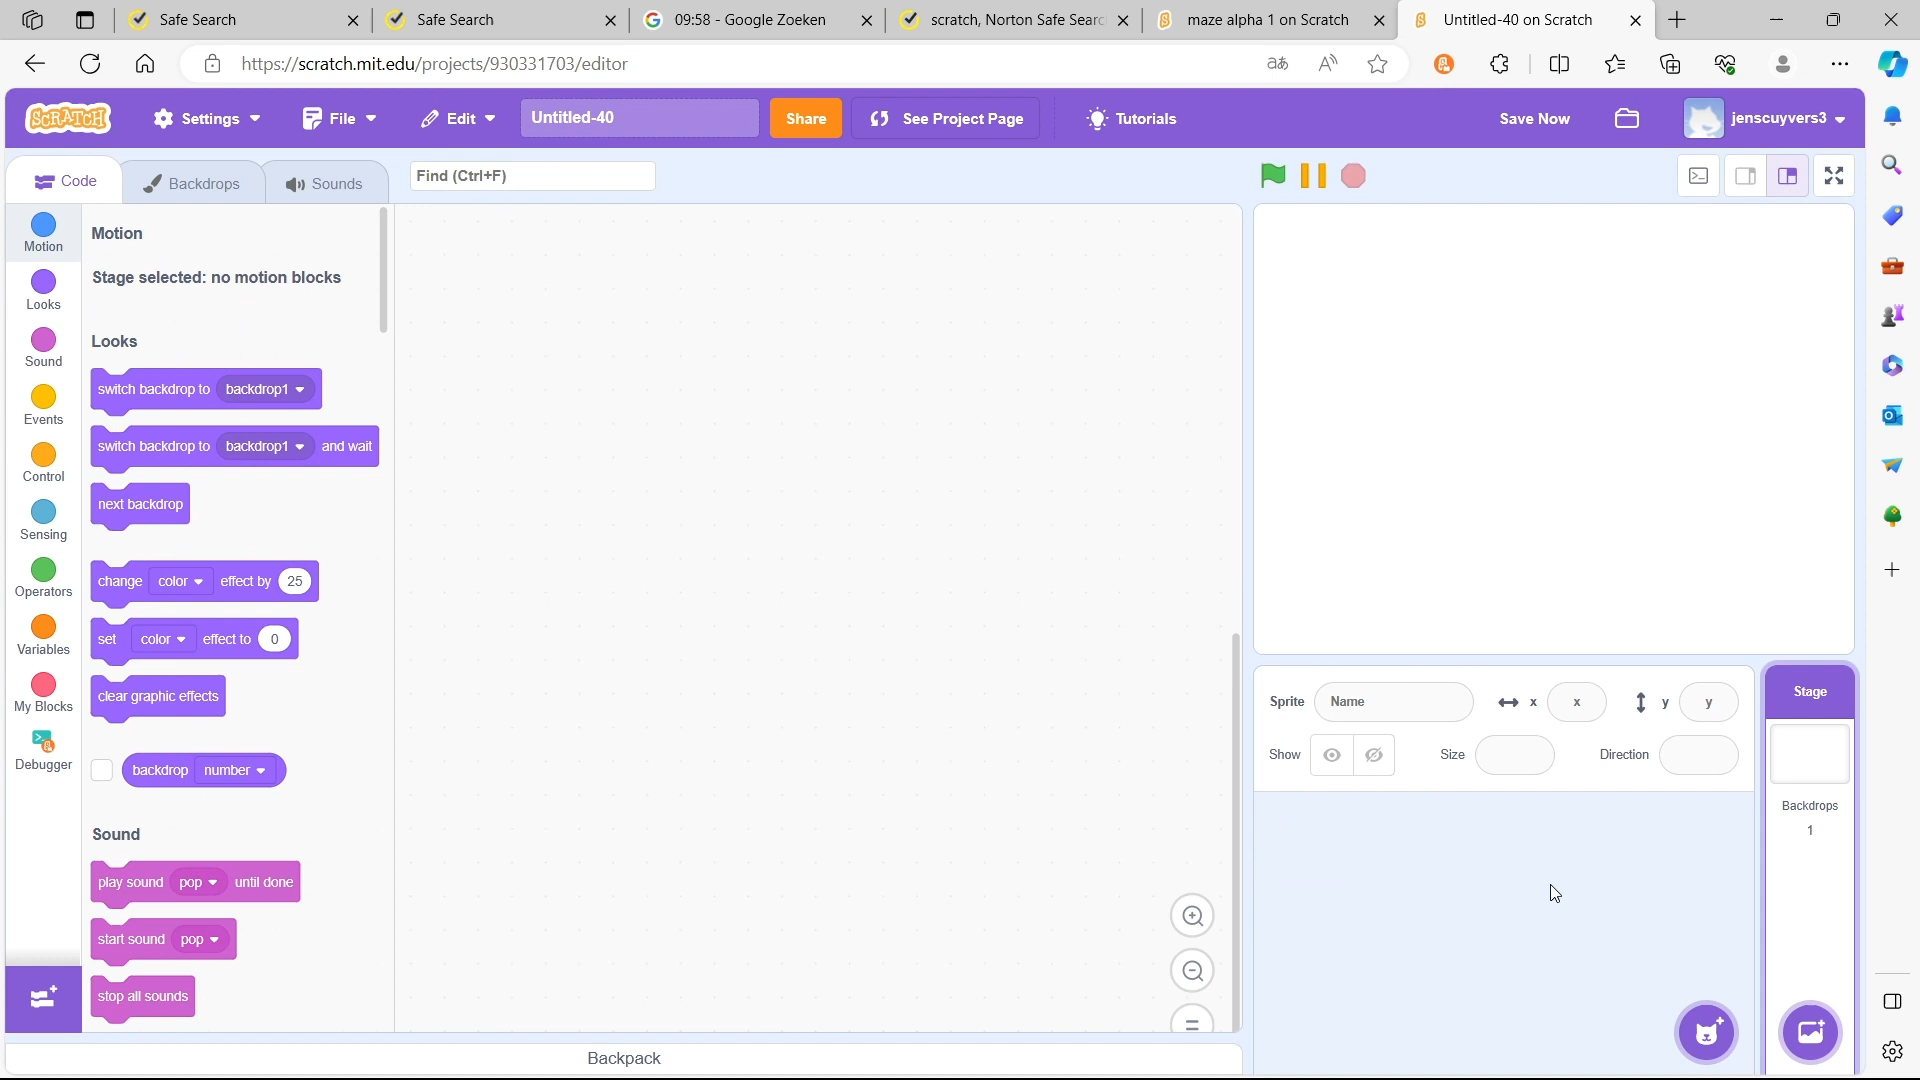 Safe Search
Safe Search
09:58 - Google Zoeken
scratch, Norton Safe Searc
maze alpha 1 on Scratch
Untitled-40 on Scratch
https://scratch.mit.edu/projects/930331703/editor
aあ
SCRATCH
Settings
File
Edit
Untitled-40
Share
See Project Page
Tutorials
Save Now
jenscuyvers3
Code
Backdrops
Sounds
Find (Ctrl+F)
Motion
Looks
Sound
Events
Control
Sensing
Operators
Variables
My Blocks
Debugger
Motion
Stage selected: no motion blocks
Looks
switch backdrop to backdrop1
switch backdrop to backdrop1 and wait
next backdrop
change color effect by 25
set color effect to 0
clear graphic effects
backdrop number
Sound
play sound pop until done
start sound pop
stop all sounds
Backpack
Sprite Name x x y y
Show Size Direction
Stage
Backdrops
1